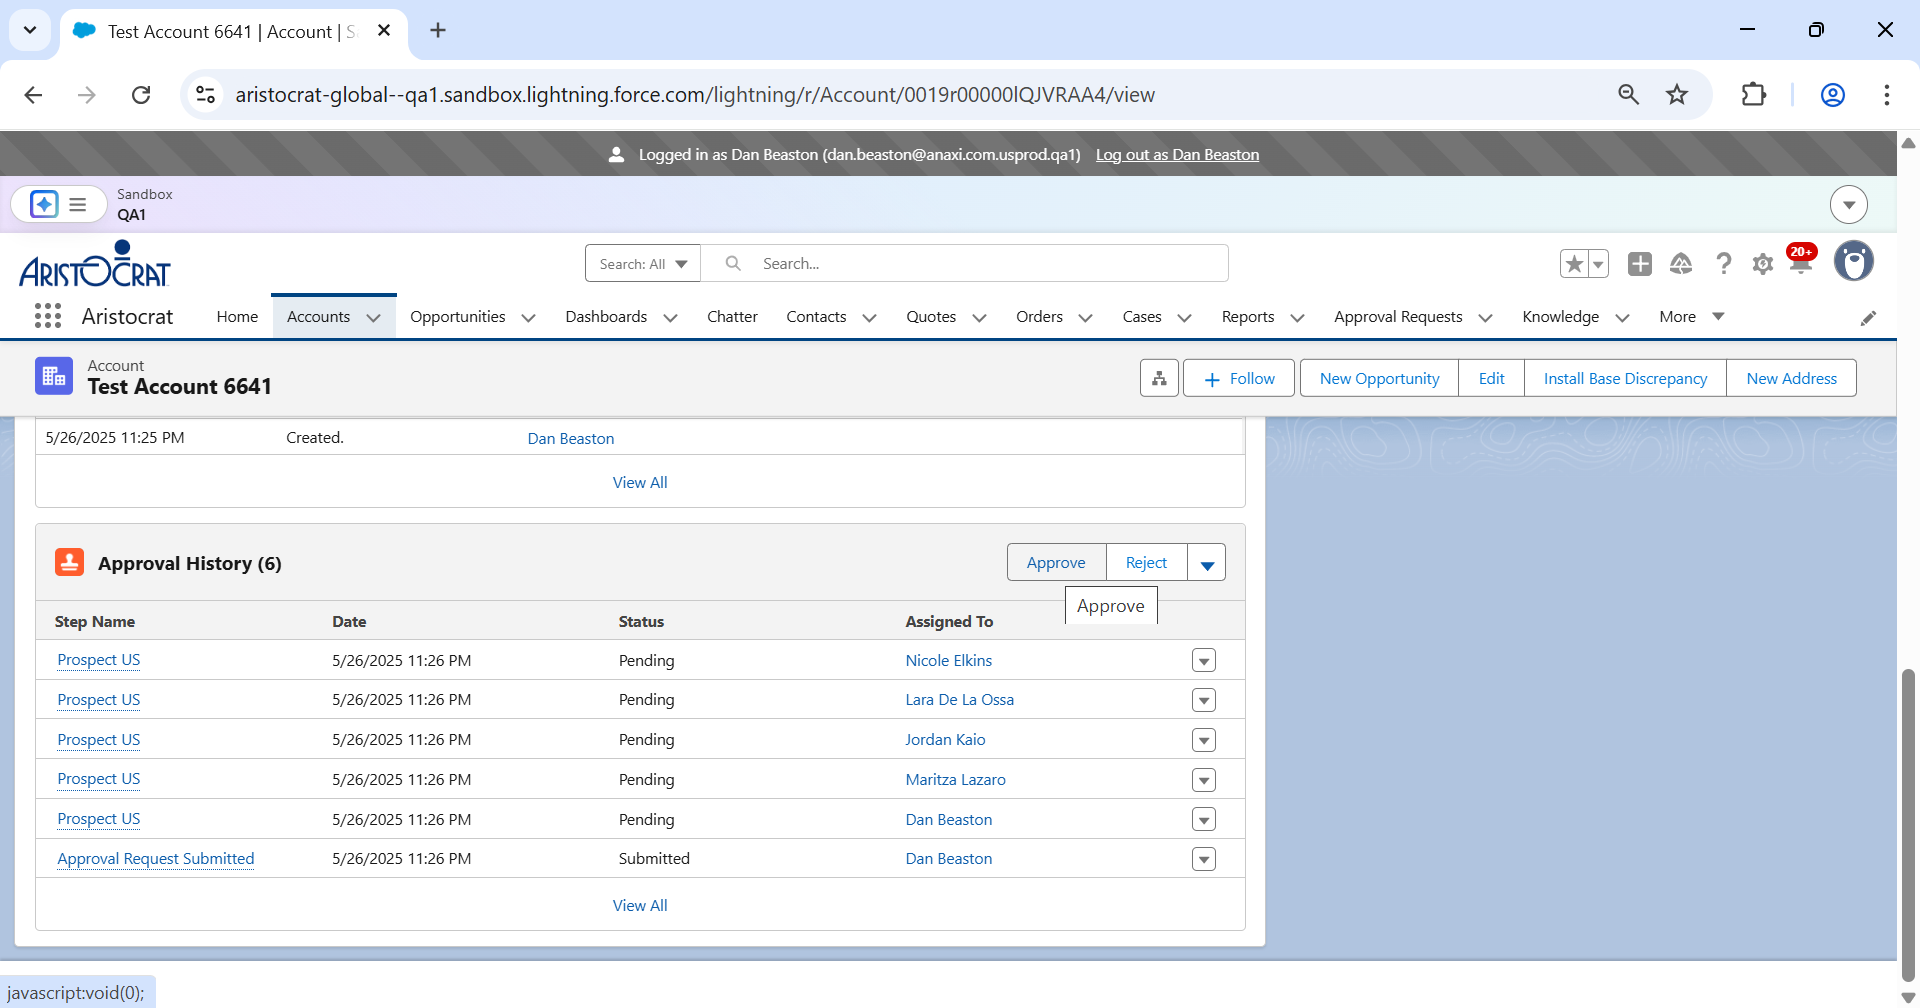 Test Account 6641 | Account | S
aristocrat-global--qa1.sandbox.lightning.force.com/lightning/r/Account/0019r00000lQJVRAA4/view
Logged in as Dan Beaston (dan.beaston@anaxi.com.usprod.qa1) Log out as Dan Beaston
Sandbox
QA1
ARISTOCRAT
Search: All Search...
20+
Aristocrat Home Accounts Opportunities Dashboards Chatter Contacts Quotes Orders Cases Reports Approval Requests Knowledge More
Account
Test Account 6641
Follow New Opportunity Edit Install Base Discrepancy New Address
5/26/2025 11:25 PM Created. Dan Beaston
View All
Approval History (6) Approve Reject
Approve
Step Name Date Status Assigned To
Prospect US 5/26/2025 11:26 PM Pending Nicole Elkins
Prospect US 5/26/2025 11:26 PM Pending Lara De La Ossa
Prospect US 5/26/2025 11:26 PM Pending Jordan Kaio
Prospect US 5/26/2025 11:26 PM Pending Maritza Lazaro
Prospect US 5/26/2025 11:26 PM Pending Dan Beaston
Approval Request Submitted 5/26/2025 11:26 PM Submitted Dan Beaston
View All
javascript:void(0);